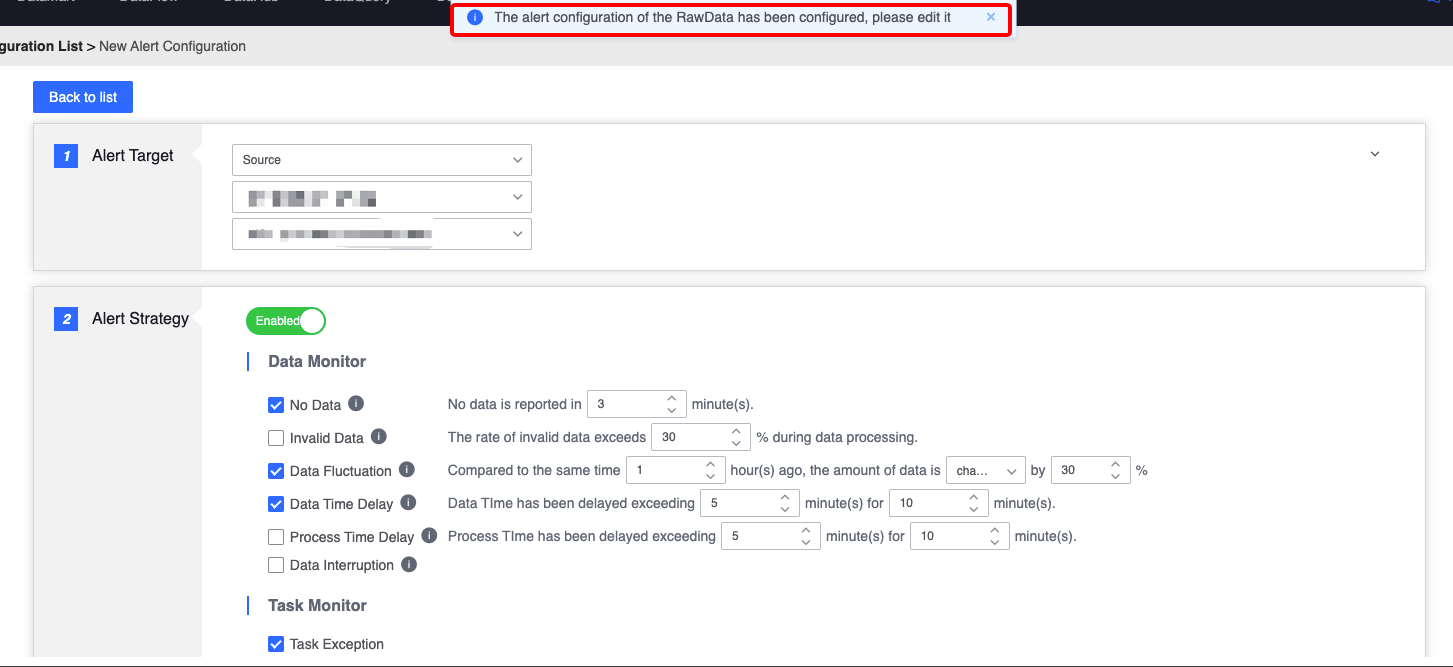 The alert configuration of the RawData has been configured, please edit it
guration List > New Alert Configuration
Back to list
1 Alert Target
Source
2 Alert Strategy
Enabled
Data Monitor
No Data No data is reported in 3 minute(s).
Invalid Data The rate of invalid data exceeds 30 % during data processing.
Data Fluctuation Compared to the same time 1 hour(s) ago, the amount of data is cha... by 30 %
Data Time Delay Data TIme has been delayed exceeding 5 minute(s) for 10 minute(s).
Process Time Delay Process TIme has been delayed exceeding 5 minute(s) for 10 minute(s).
Data Interruption
Task Monitor
Task Exception